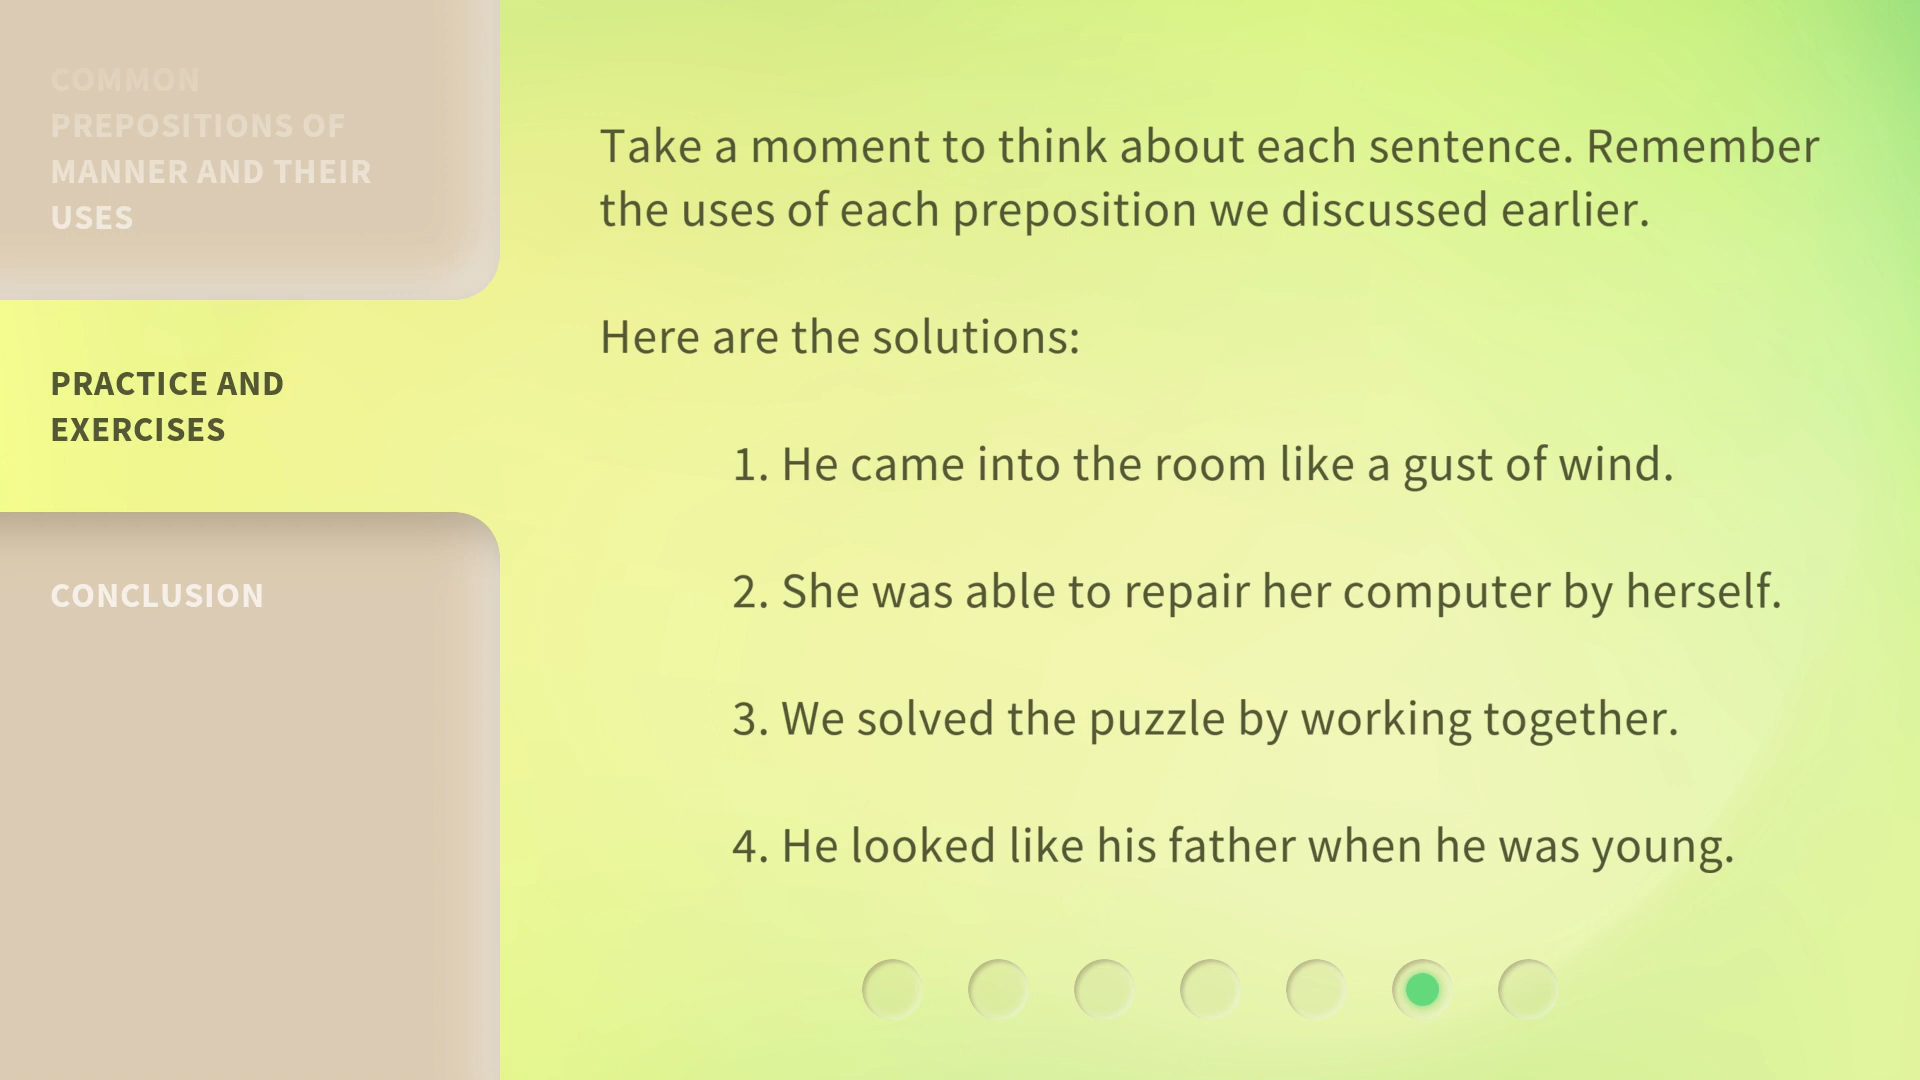 COMMON
PREPOSITIONS OF
MANNER AND THEIR
USES
PRACTICE AND
EXERCISES
CONCLUSION
Take a moment to think about each sentence. Remember
the uses of each preposition we discussed earlier.
Here are the solutions:
1. He came into the room like a gust of wind.
2. She was able to repair her computer by herself.
3. We solved the puzzle by working together.
4. He looked like his father when he was young.